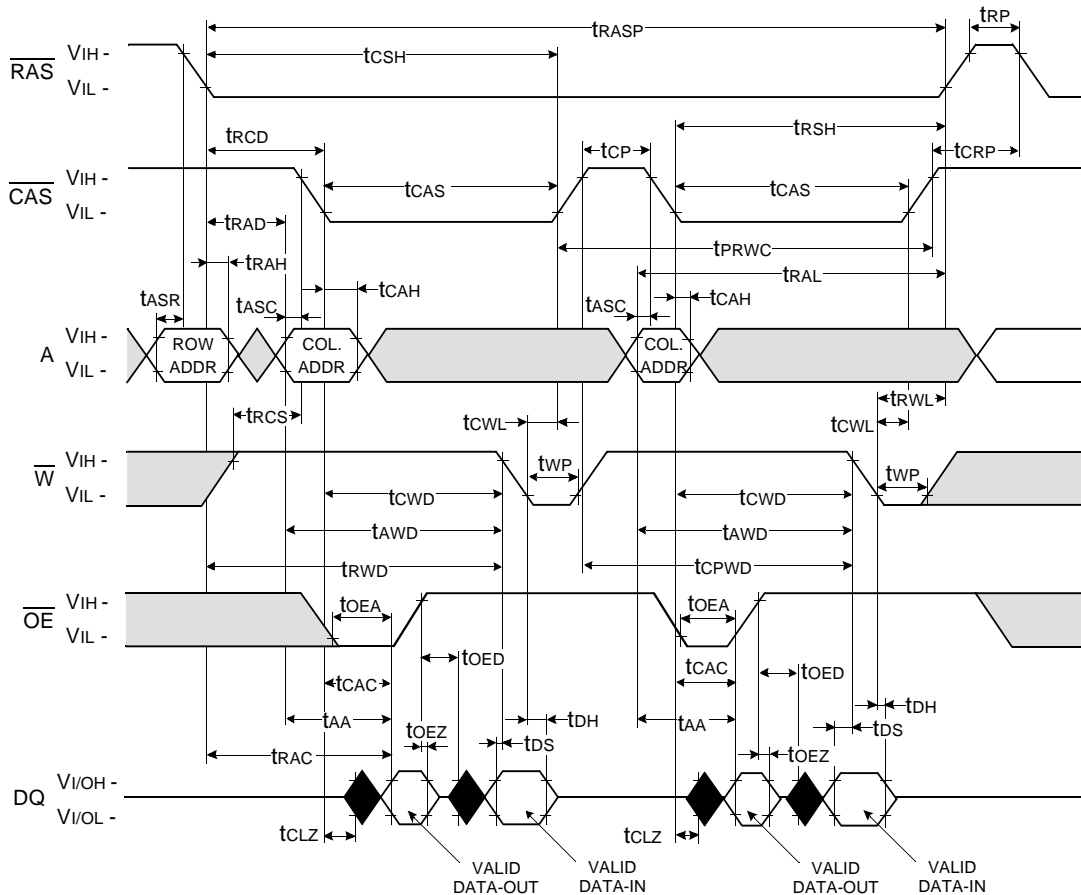 tRASP
tRP
tCSH
RAS
VIH -
VIL -
tRCD
tRSH
tCP
tCRP
CAS
VIH -
VIL -
tCAS
tCAS
tRAD
tPRWC
tRAH
tRAL
tASR
tASC
tCAH
tASC
tCAH
A
VIH -
VIL -
ROW
ADDR
COL.
ADDR
COL.
ADDR
tRCS
tRWL
tCWL
tCWL
W
VIH -
VIL -
tWP
tWP
tCWD
tCWD
tAWD
tAWD
tRWD
tCPWD
OE
VIH -
VIL -
tOEA
tOEA
tOED
tOED
tCAC
tCAC
tAA
tOEZ
tDH
tDS
tAA
tOEZ
tDH
tDS
tRAC
DQ
VI/OH -
VI/OL -
tCLZ
tCLZ
VALID
DATA-OUT
VALID
DATA-IN
VALID
DATA-OUT
VALID
DATA-IN